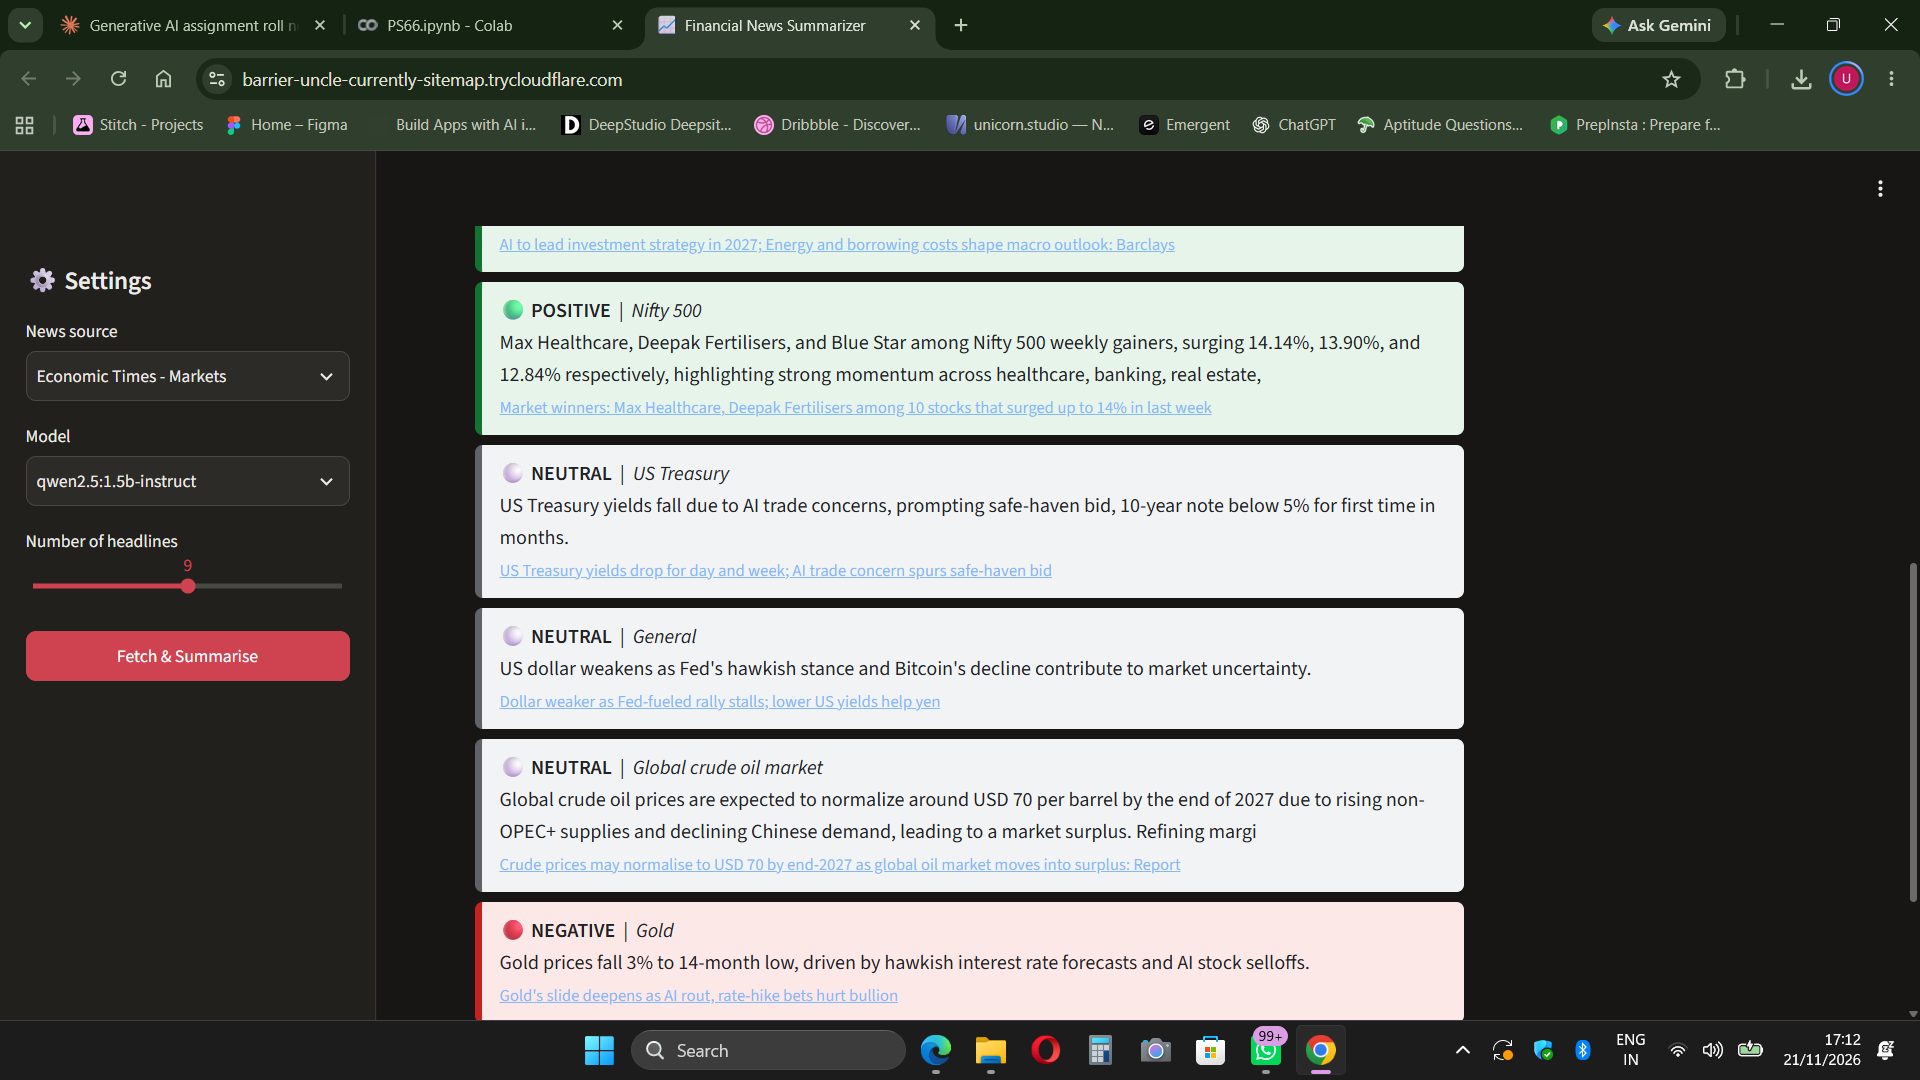 Generative AI assignment roll n
PS66.ipynb - Colab
Financial News Summarizer
Ask Gemini
barrier-uncle-currently-sitemap.trycloudflare.com
U
Stitch - Projects
Home – Figma
Build Apps with AI i...
DeepStudio Deepsit...
Dribbble - Discover...
unicorn.studio — N...
Emergent
ChatGPT
Aptitude Questions...
PrepInsta : Prepare f...
Settings
News source
Economic Times - Markets
Model
qwen2.5:1.5b-instruct
Number of headlines
9
Fetch & Summarise
AI to lead investment strategy in 2027; Energy and borrowing costs shape macro outlook: Barclays
POSITIVE | Nifty 500
Max Healthcare, Deepak Fertilisers, and Blue Star among Nifty 500 weekly gainers, surging 14.14%, 13.90%, and
12.84% respectively, highlighting strong momentum across healthcare, banking, real estate,
Market winners: Max Healthcare, Deepak Fertilisers among 10 stocks that surged up to 14% in last week
NEUTRAL | US Treasury
US Treasury yields fall due to AI trade concerns, prompting safe-haven bid, 10-year note below 5% for first time in
months.
US Treasury yields drop for day and week; AI trade concern spurs safe-haven bid
NEUTRAL | General
US dollar weakens as Fed's hawkish stance and Bitcoin's decline contribute to market uncertainty.
Dollar weaker as Fed-fueled rally stalls; lower US yields help yen
NEUTRAL | Global crude oil market
Global crude oil prices are expected to normalize around USD 70 per barrel by the end of 2027 due to rising non-
OPEC+ supplies and declining Chinese demand, leading to a market surplus. Refining margi
Crude prices may normalise to USD 70 by end-2027 as global oil market moves into surplus: Report
NEGATIVE | Gold
Gold prices fall 3% to 14-month low, driven by hawkish interest rate forecasts and AI stock selloffs.
Gold's slide deepens as AI rout, rate-hike bets hurt bullion
Search
99+
ENG
IN
17:12
21/11/2026